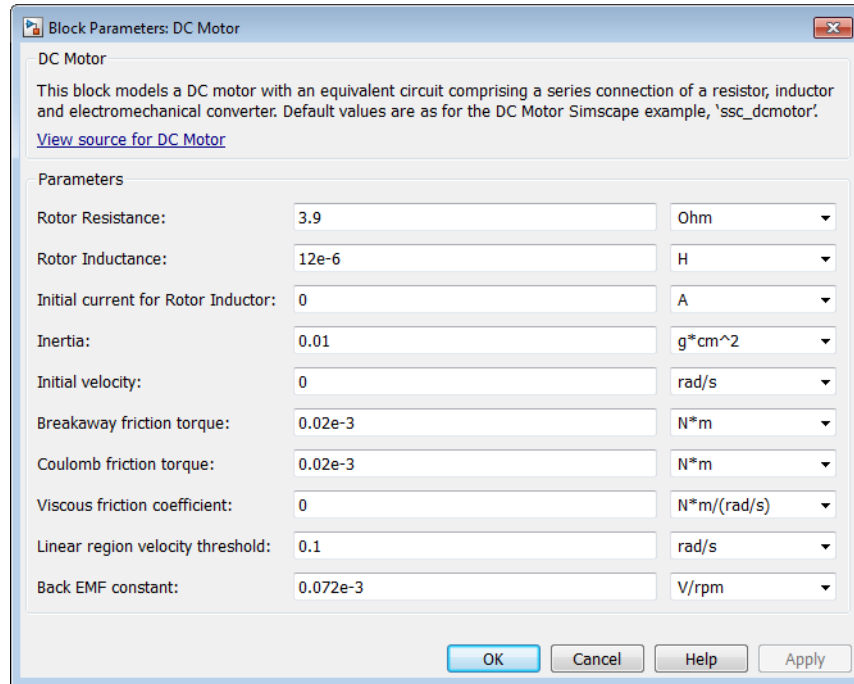 Block Parameters: DC Motor
DC Motor
This block models a DC motor with an equivalent circuit comprising a series connection of a resistor, inductor
and electromechanical converter. Default values are as for the DC Motor Simscape example, 'ssc_dcmotor'.
View source for DC Motor
Parameters
Rotor Resistance: 3.9 Ohm
Rotor Inductance: 12e-6 H
Initial current for Rotor Inductor: 0 A
Inertia: 0.01 g*cm^2
Initial velocity: 0 rad/s
Breakaway friction torque: 0.02e-3 N*m
Coulomb friction torque: 0.02e-3 N*m
Viscous friction coefficient: 0 N*m/(rad/s)
Linear region velocity threshold: 0.1 rad/s
Back EMF constant: 0.072e-3 V/rpm
OK Cancel Help Apply